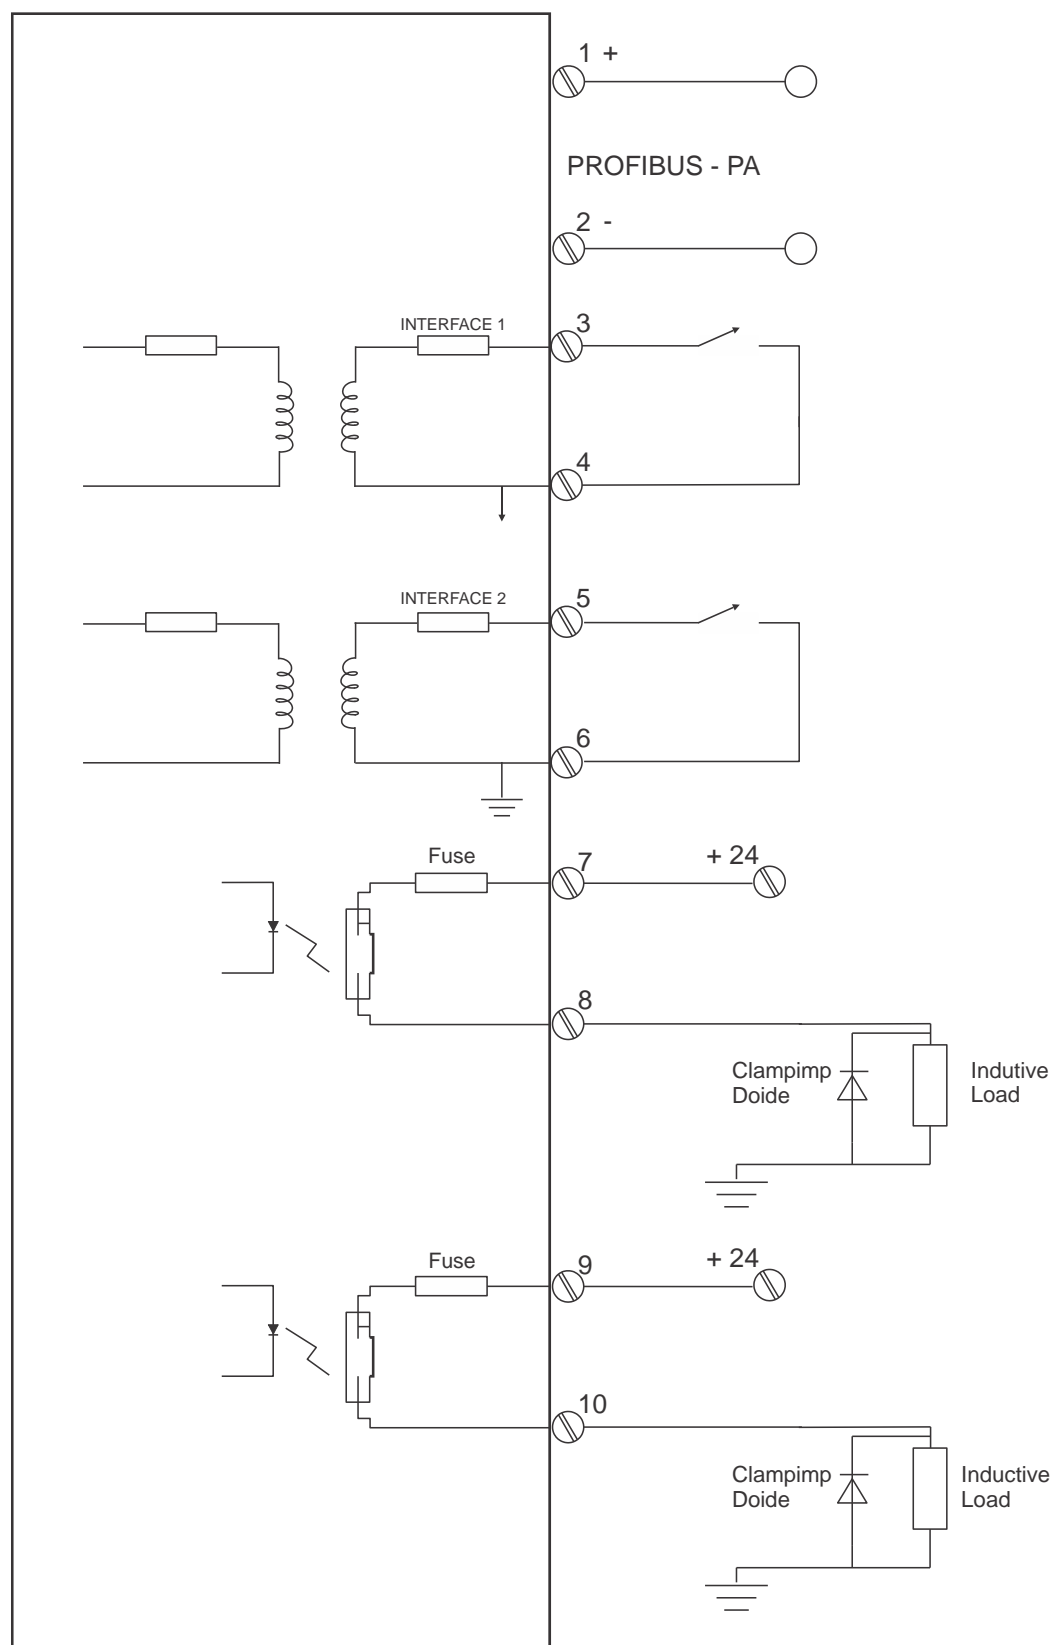 1 +
PROFIBUS - PA
2 -
INTERFACE 1
3
4
INTERFACE 2
5
6
Fuse
7
+ 24
8
Clampimp
Doide
Indutive
Load
Fuse
9
+ 24
10
Clampimp
Doide
Inductive
Load